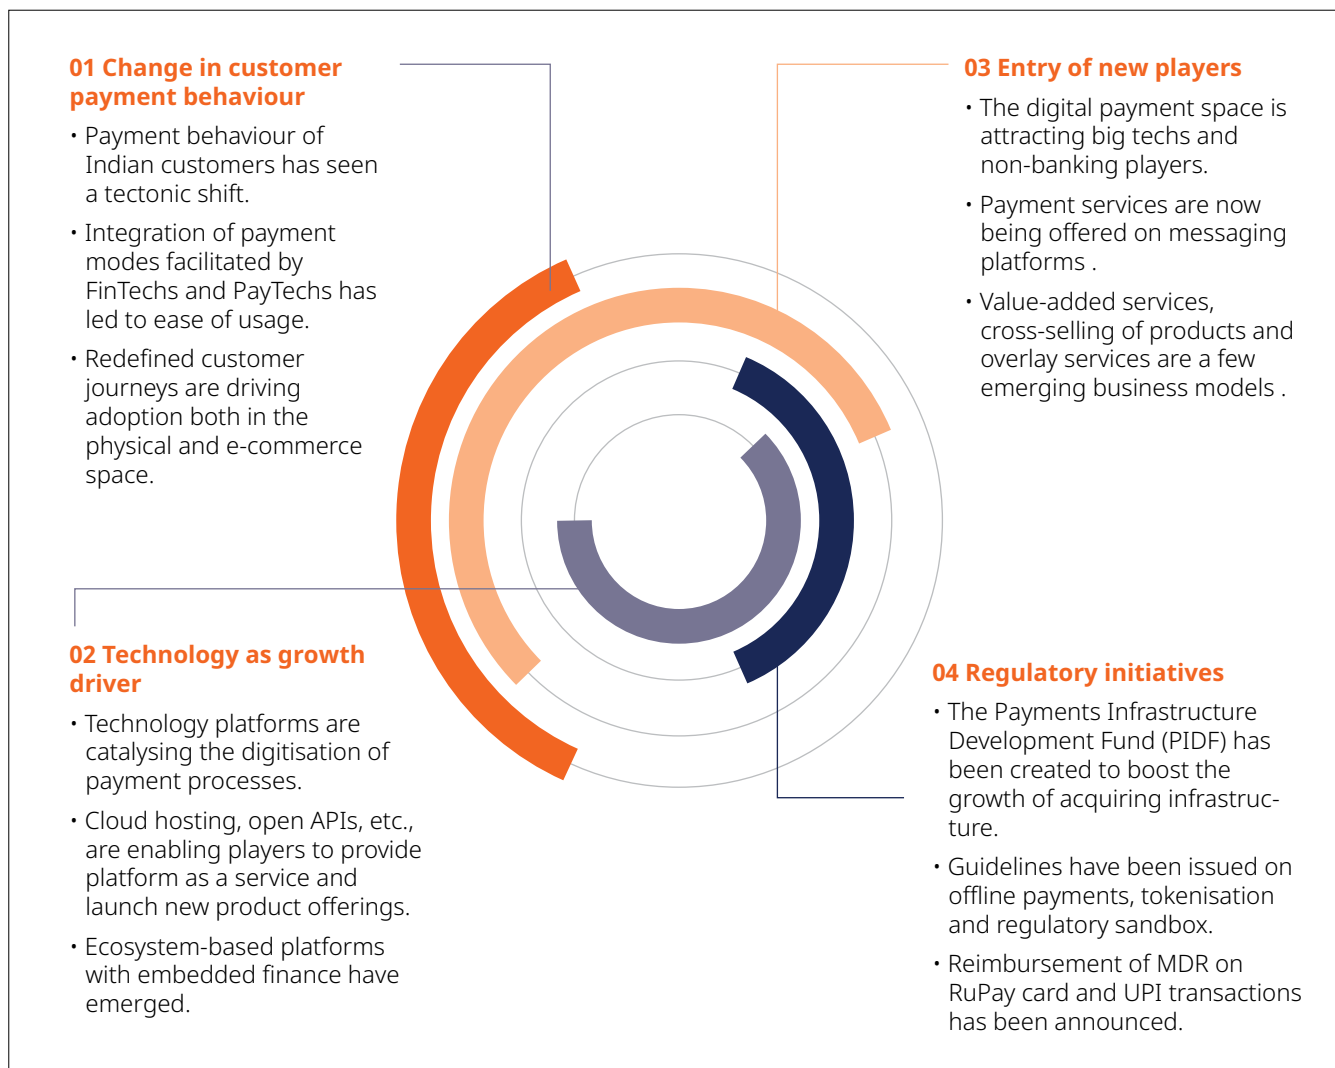 01 Change in customer
payment behaviour
• Payment behaviour of
Indian customers has seen
a tectonic shift.
• Integration of payment
modes facilitated by
FinTechs and PayTechs has
led to ease of usage.
• Redefined customer
journeys are driving
adoption both in the
physical and e-commerce
space.
02 Technology as growth
driver
• Technology platforms are
catalysing the digitisation of
payment processes.
• Cloud hosting, open APIs, etc.,
are enabling players to provide
platform as a service and
launch new product offerings.
• Ecosystem-based platforms
with embedded finance have
emerged.
03 Entry of new players
• The digital payment space is
attracting big techs and
non-banking players.
• Payment services are now
being offered on messaging
platforms .
• Value-added services,
cross-selling of products and
overlay services are a few
emerging business models .
04 Regulatory initiatives
• The Payments Infrastructure
Development Fund (PIDF) has
been created to boost the
growth of acquiring infrastruc-
ture.
• Guidelines have been issued on
offline payments, tokenisation
and regulatory sandbox.
• Reimbursement of MDR on
RuPay card and UPI transactions
has been announced.